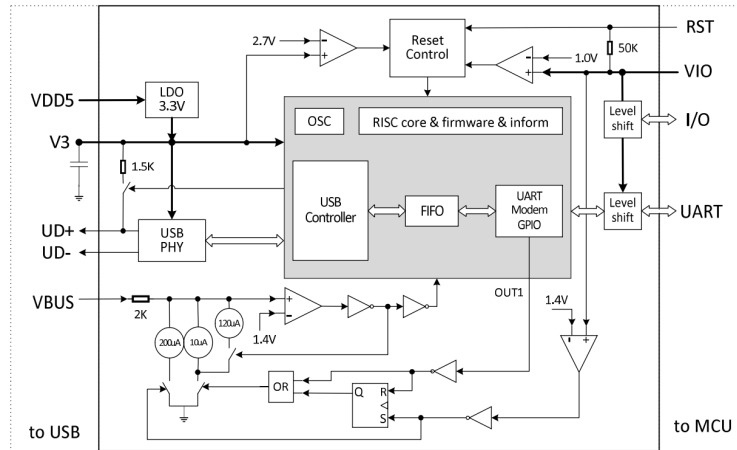 RST
2.7V
Reset
Control
50K
1.0V
VIO
VDD5
LDO
3.3V
V3
OSC
RISC core & firmware & inform
Level
shift
I/O
1.5K
USB
Controller
FIFO
UART
Modem
GPIO
Level
shift
UART
UD+
UD-
USB
PHY
VBUS
2K
OUT1
1.4V
120uA
1.4V
200uA
10uA
OR
Q
R
S
to USB
to MCU